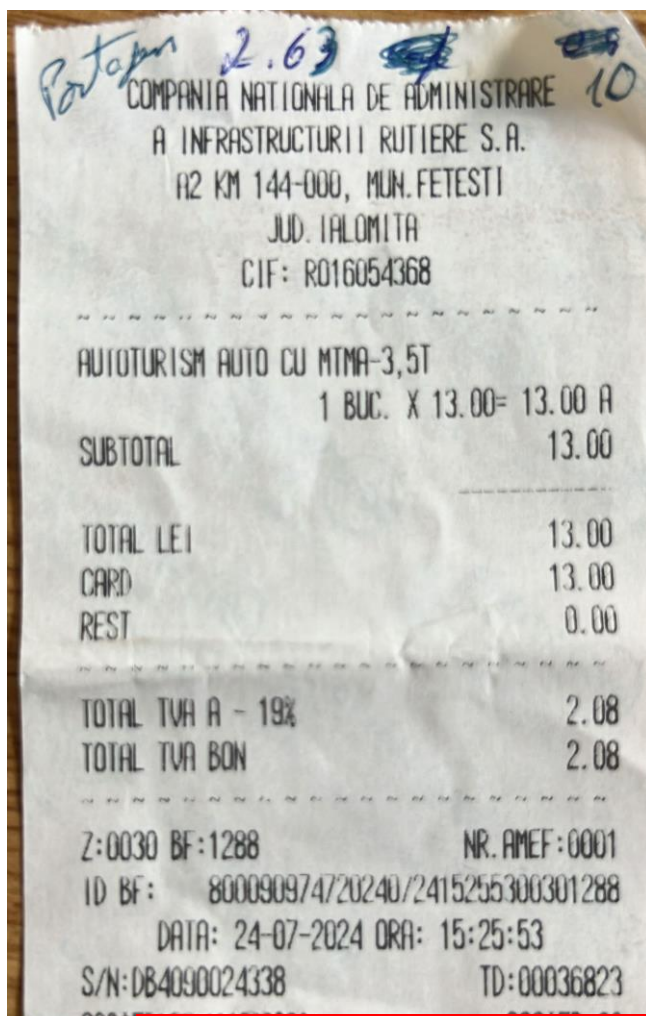 2.63
10
COMPANIA NATIONALA DE ADMINISTRARE
A INFRASTRUCTURII RUTIERE S.A.
A2 KM 144-000, MUN.FETESTI
JUD.IALOMITA
CIF: RO16054368
~ ~ ~ ~ ~ ~ ~ ~ ~ ~ ~ ~ ~ ~ ~ ~ ~ ~ ~ ~ ~
AUTOTURISM AUTO CU MTMA-3,5T
1 BUC. X 13.00= 13.00 A
SUBTOTAL 13.00
TOTAL LEI 13.00
CARD 13.00
REST 0.00
~ ~ ~ ~ ~ ~ ~ ~ ~ ~ ~ ~ ~ ~ ~ ~ ~ ~ ~ ~ ~
TOTAL TVA A - 19% 2.08
TOTAL TVA BON 2.08
~ ~ ~ ~ ~ ~ ~ ~ ~ ~ ~ ~ ~ ~ ~ ~ ~ ~ ~ ~ ~
Z:0030 BF:1288 NR.AMEF:0001
ID BF: 80009097472024072415255300301288
DATA: 24-07-2024 ORA: 15:25:53
S/N:DB4090024338 TD:00036823